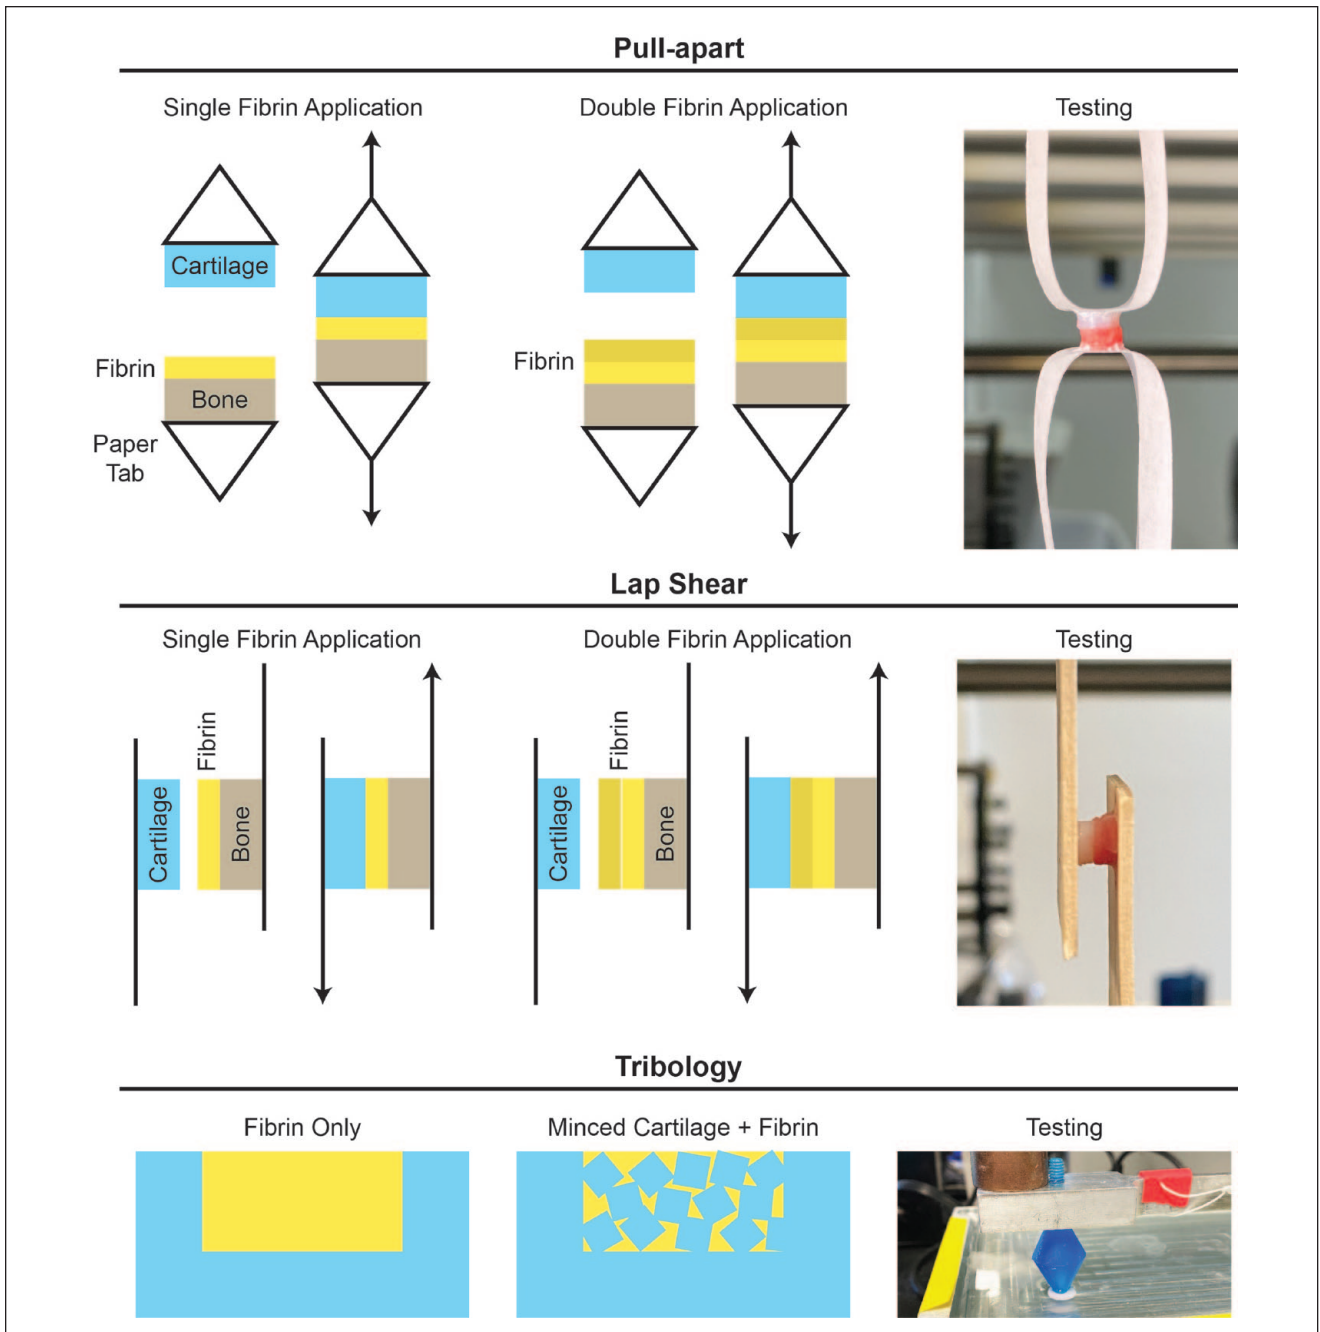 Pull-apart
Single Fibrin Application
Double Fibrin Application
Testing
Cartilage
Fibrin
Bone
Paper
Tab
Fibrin
Lap Shear
Single Fibrin Application
Double Fibrin Application
Testing
Cartilage
Fibrin
Bone
Cartilage
Fibrin
Bone
Tribology
Fibrin Only
Minced Cartilage + Fibrin
Testing